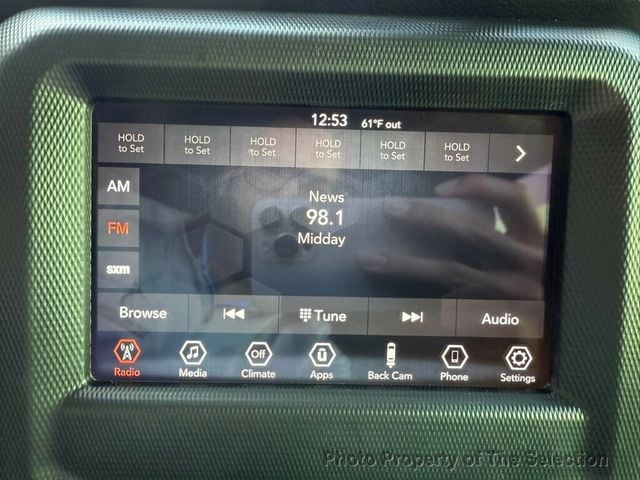 12:53 61°F out
HOLD to Set HOLD to Set HOLD to Set HOLD to Set HOLD to Set HOLD to Set
AM
FM
sxm
News
98.1
Midday
Browse Tune Audio
Radio Media Off Climate ū Apps Back Cam Phone Settings
Photo Property of The Selection